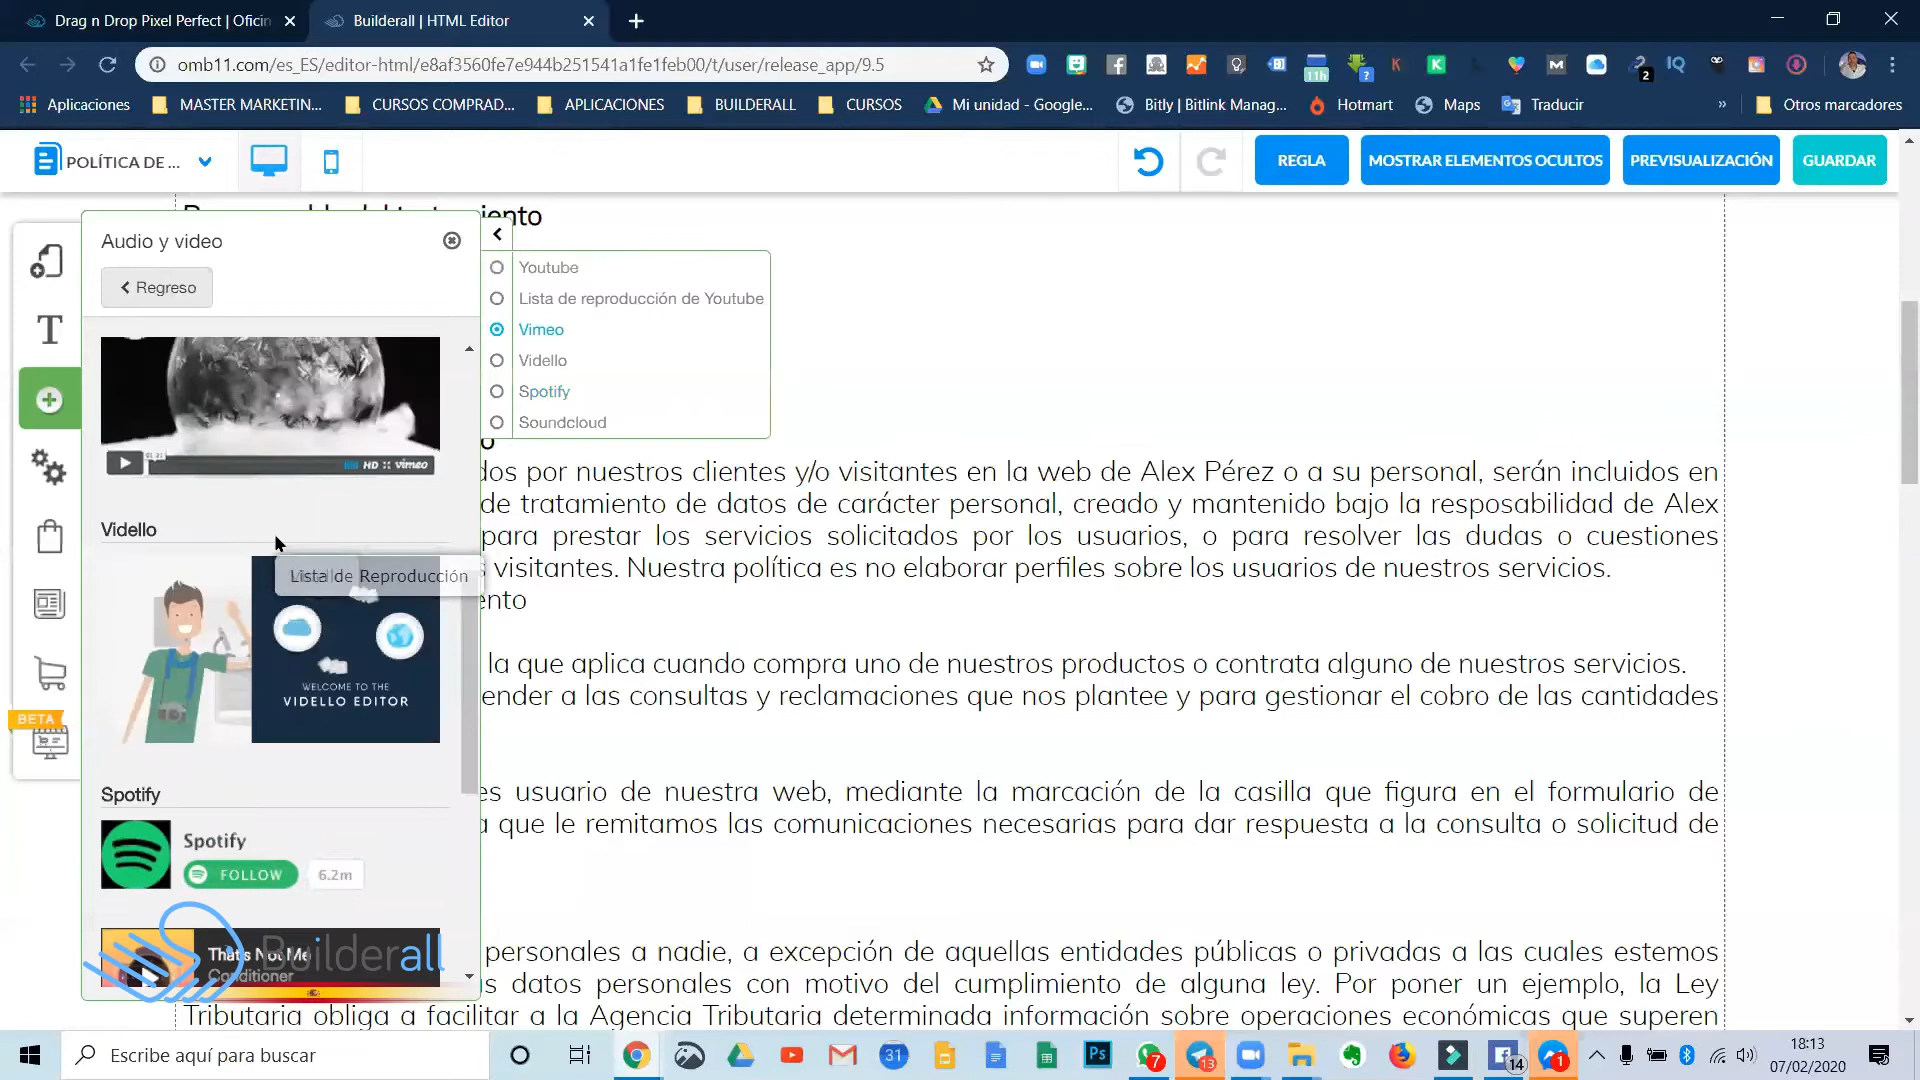 Drag n Drop Pixel Perfect | Oficin
Builderall | HTML Editor
omb11.com/es_ES/editor-html/e8af3560fe7e944b251541a1fe1feb00/t/user/release_app/9.5
11h
?
2
Aplicaciones
MASTER MARKETIN...
CURSOS COMPRAD...
APLICACIONES
BUILDERALL
CURSOS
Mi unidad - Google...
Bitly | Bitlink Manag...
Hotmart
Maps
Traducir
»
Otros marcadores
POLÍTICA DE ...
REGLA
MOSTRAR ELEMENTOS OCULTOS
PREVISUALIZACIÓN
GUARDAR
Audio y video
Regreso
Youtube
Lista de reproducción de Youtube
Vimeo
Vidello
Spotify
Soundcloud
HD vimeo
Vidello
Lista de Reproducción
WELCOME TO THE
VIDELLO EDITOR
Spotify
Spotify
FOLLOW
6.2m
That's Not Me
Conditioner
Builderall
BETA
dos por nuestros clientes y/o visitantes en la web de Alex Pérez o a su personal, serán incluidos en
de tratamiento de datos de carácter personal, creado y mantenido bajo la resposabilidad de Alex
para prestar los servicios solicitados por los usuarios, o para resolver las dudas o cuestiones
visitantes. Nuestra política es no elaborar perfiles sobre los usuarios de nuestros servicios.
ento
la que aplica cuando compra uno de nuestros productos o contrata alguno de nuestros servicios.
ender a las consultas y reclamaciones que nos plantee y para gestionar el cobro de las cantidades
es usuario de nuestra web, mediante la marcación de la casilla que figura en el formulario de
a que le remitamos las comunicaciones necesarias para dar respuesta a la consulta o solicitud de
personales a nadie, a excepción de aquellas entidades públicas o privadas a las cuales estemos
s datos personales con motivo del cumplimiento de alguna ley. Por poner un ejemplo, la Ley
Tributaria obliga a facilitar a la Agencia Tributaria determinada información sobre operaciones económicas que superen
Escribe aquí para buscar
31
Ps
7
13
14
1
18:13
07/02/2020